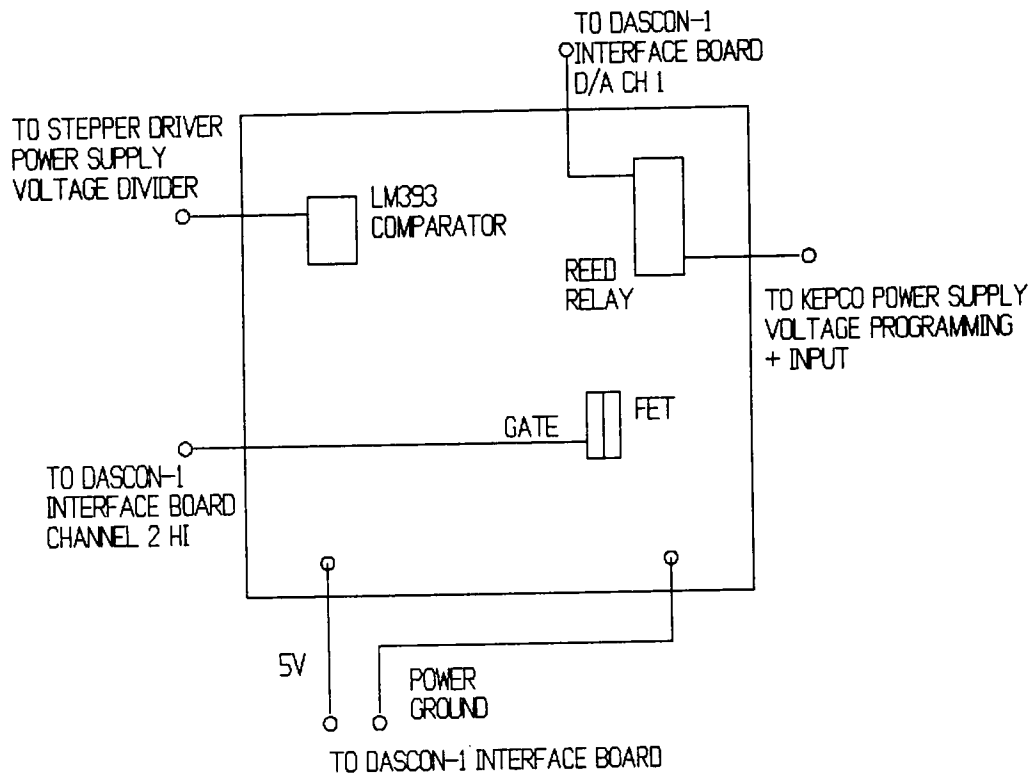 TO DASCON-1
INTERFACE BOARD
D/A CH 1
TO STEPPER DRIVER
POWER SUPPLY
VOLTAGE DIVIDER
LM393
COMPARATOR
REED
RELAY
TO KEPCO POWER SUPPLY
VOLTAGE PROGRAMMING
+ INPUT
GATE
FET
TO DASCON-1
INTERFACE BOARD
CHANNEL 2 HI
5V
POWER
GROUND
TO DASCON-1 INTERFACE BOARD